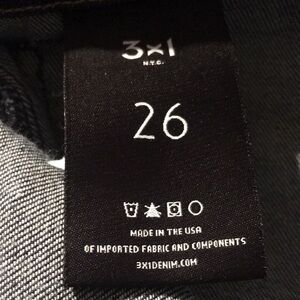 3x1
N.Y.C.
26
MADE IN THE USA
OF IMPORTED FABRIC AND COMPONENTS
3X1DENIM.COM